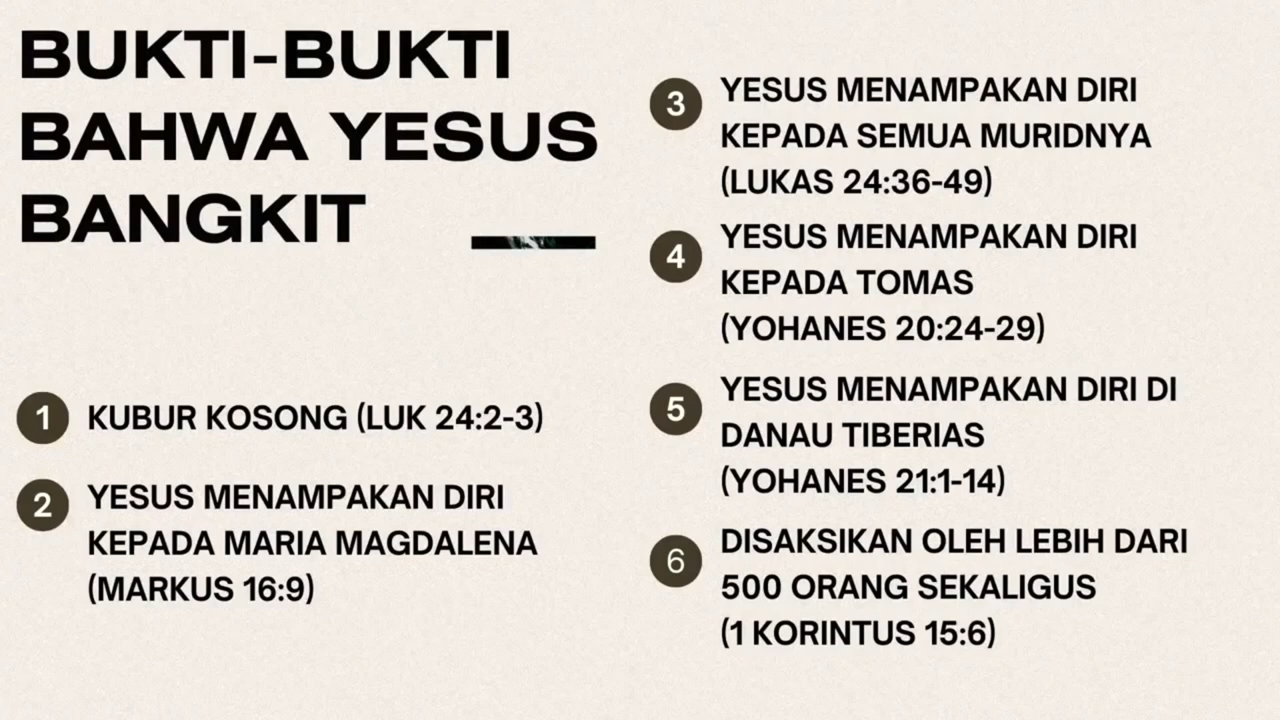 BUKTI-BUKTI
BAHWA YESUS
BANGKIT
1 KUBUR KOSONG (LUK 24:2-3)
2 YESUS MENAMPAKAN DIRI
KEPADA MARIA MAGDALENA
(MARKUS 16:9)
3 YESUS MENAMPAKAN DIRI
KEPADA SEMUA MURIDNYA
(LUKAS 24:36-49)
4 YESUS MENAMPAKAN DIRI
KEPADA TOMAS
(YOHANES 20:24-29)
5 YESUS MENAMPAKAN DIRI DI
DANAU TIBERIAS
(YOHANES 21:1-14)
6 DISAKSIKAN OLEH LEBIH DARI
500 ORANG SEKALIGUS
(1 KORINTUS 15:6)